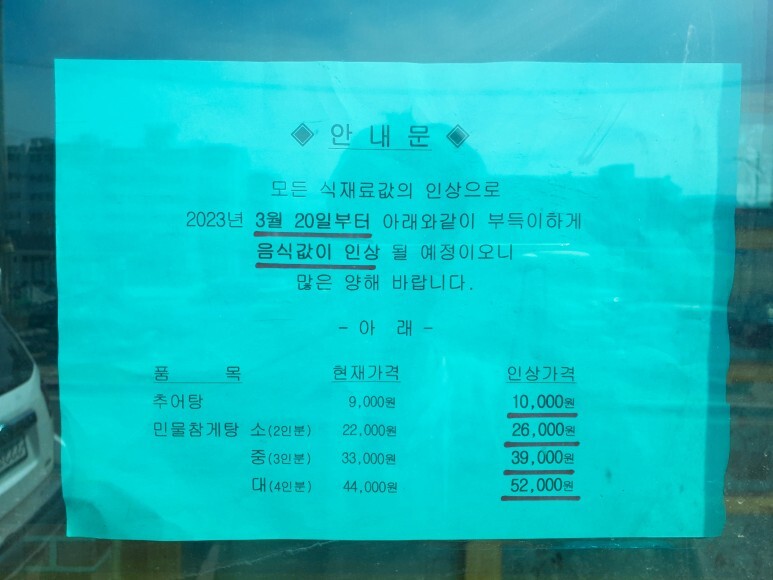 ◈ 안 내 문 ◈
모든 식재료값의 인상으로
2023년 3월 20일부터 아래와같이 부득이하게
음식값이 인상 될 예정이오니
많은 양해 바랍니다.
- 아 래 -
품 목 현재가격 인상가격
추어탕 9,000원 10,000원
민물참게탕 소(2인분) 22,000원 26,000원
중(3인분) 33,000원 39,000원
대(4인분) 44,000원 52,000원